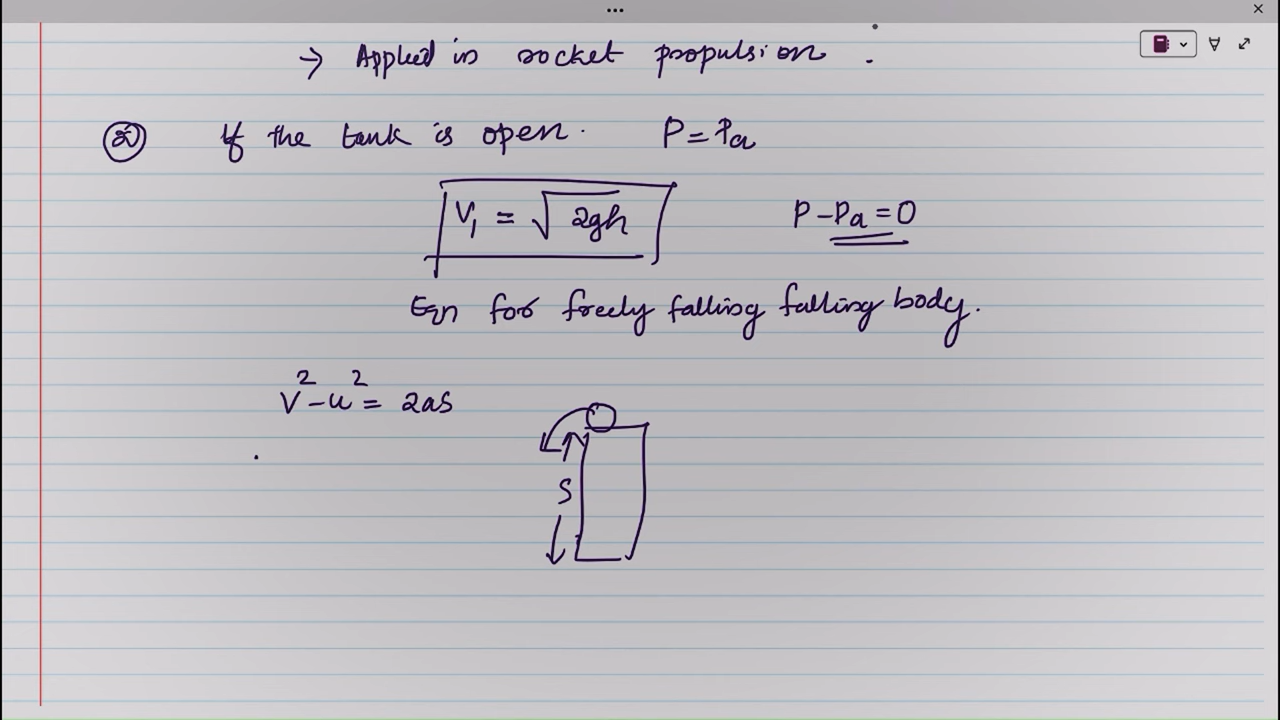 → Applied in rocket propulsion .
② If the tank is open. P = Pa
V₁ = √2gh P - Pa = 0
Eqn for freely falling falling body.
V² - u² = 2as
S